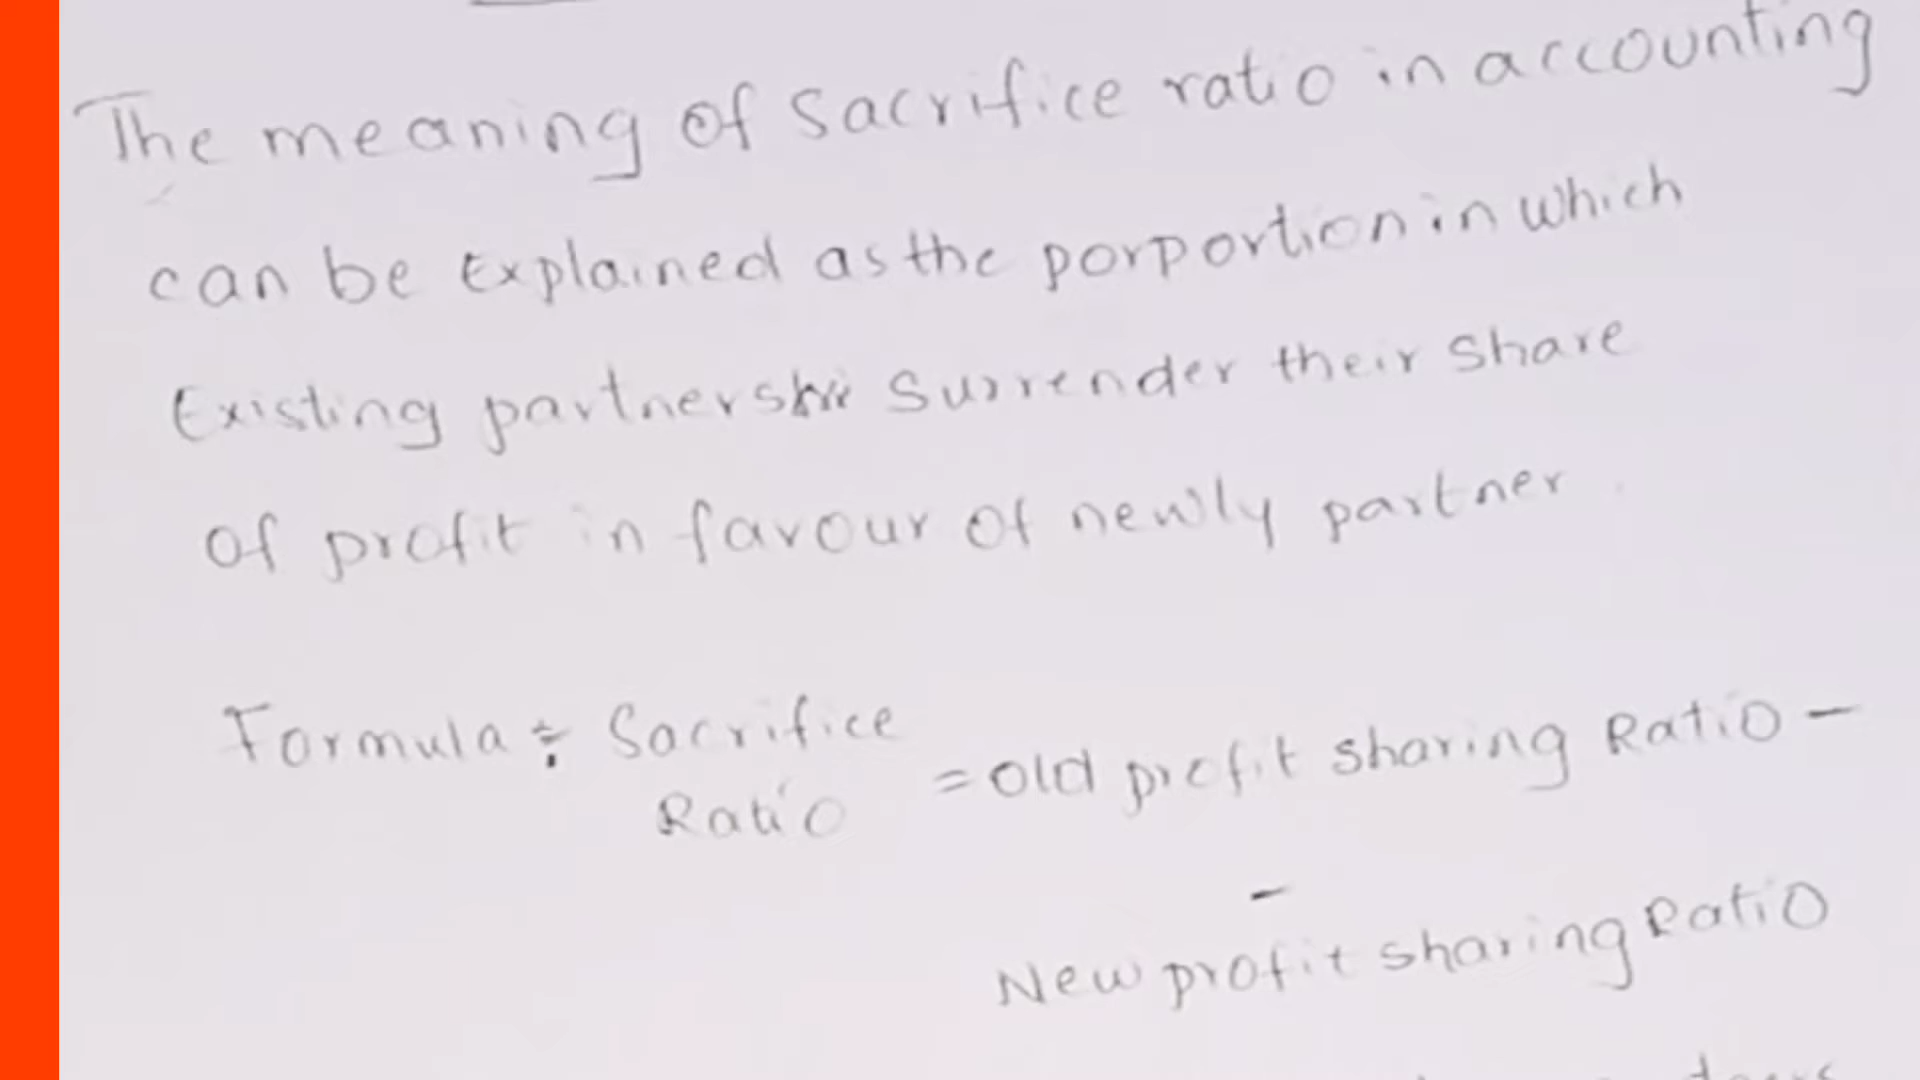 The meaning of Sacrifice ratio in accounting
can be Explained as the porportion in which
Existing partners Surrender their Share
of profit in favour of newly partner
Formula : Sacrifice
Ratio
= Old profit sharing Ratio -
-
New profit sharing Ratio